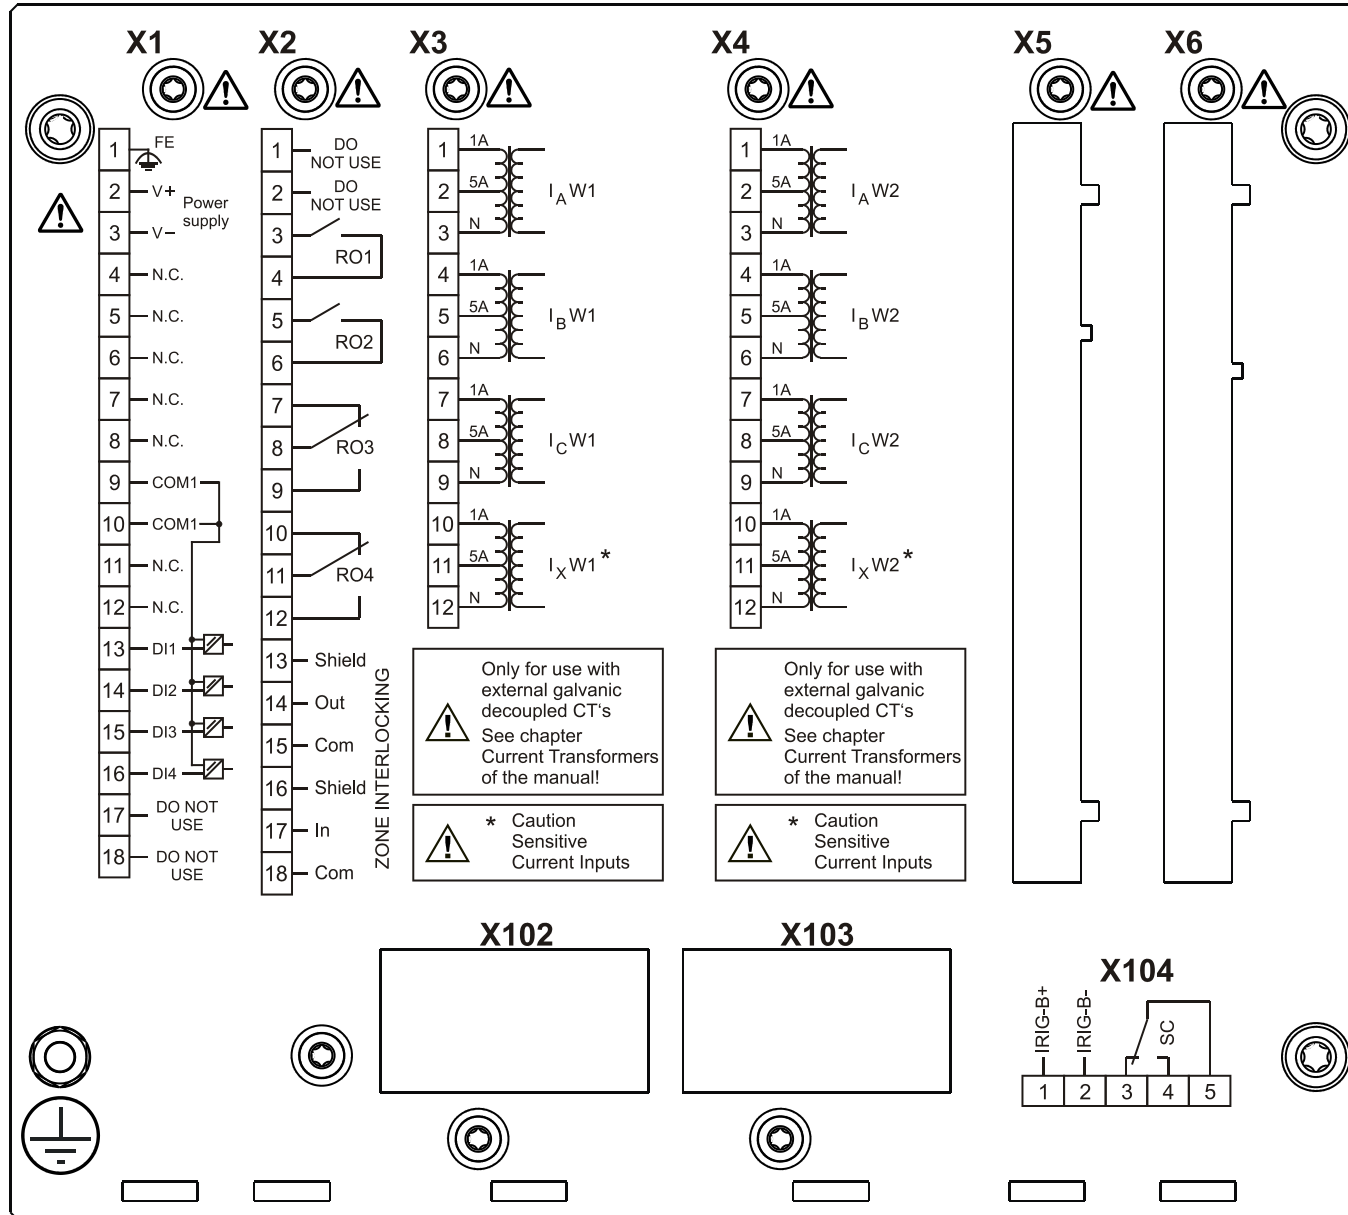 X1
X2
X3
X4
X5
X6
1 FE
2 V+
Power
supply
3 V-
4 N.C.
5 N.C.
6 N.C.
7 N.C.
8 N.C.
9 COM1
10 COM1
11 N.C.
12 N.C.
13 DI1
14 DI2
15 DI3
16 DI4
17 DO NOT
USE
18 DO NOT
USE
1 DO
NOT USE
2 DO
NOT USE
3
RO1
4
5
RO2
6
7
8 RO3
9
10
11 RO4
12
13 Shield
14 Out
15 Com
16 Shield
17 In
18 Com
ZONE INTERLOCKING
1 1A
2 5A IA W1
3 N
4 1A
5 5A IB W1
6 N
7 1A
8 5A IC W1
9 N
10 1A
11 5A IX W1 *
12 N
Only for use with
external galvanic
decoupled CT's
See chapter
Current Transformers
of the manual!
* Caution
Sensitive
Current Inputs
1 1A
2 5A IA W2
3 N
4 1A
5 5A IB W2
6 N
7 1A
8 5A IC W2
9 N
10 1A
11 5A IX W2 *
12 N
Only for use with
external galvanic
decoupled CT's
See chapter
Current Transformers
of the manual!
* Caution
Sensitive
Current Inputs
X102
X103
X104
IRIG-B+
IRIG-B-
SC
1 2 3 4 5